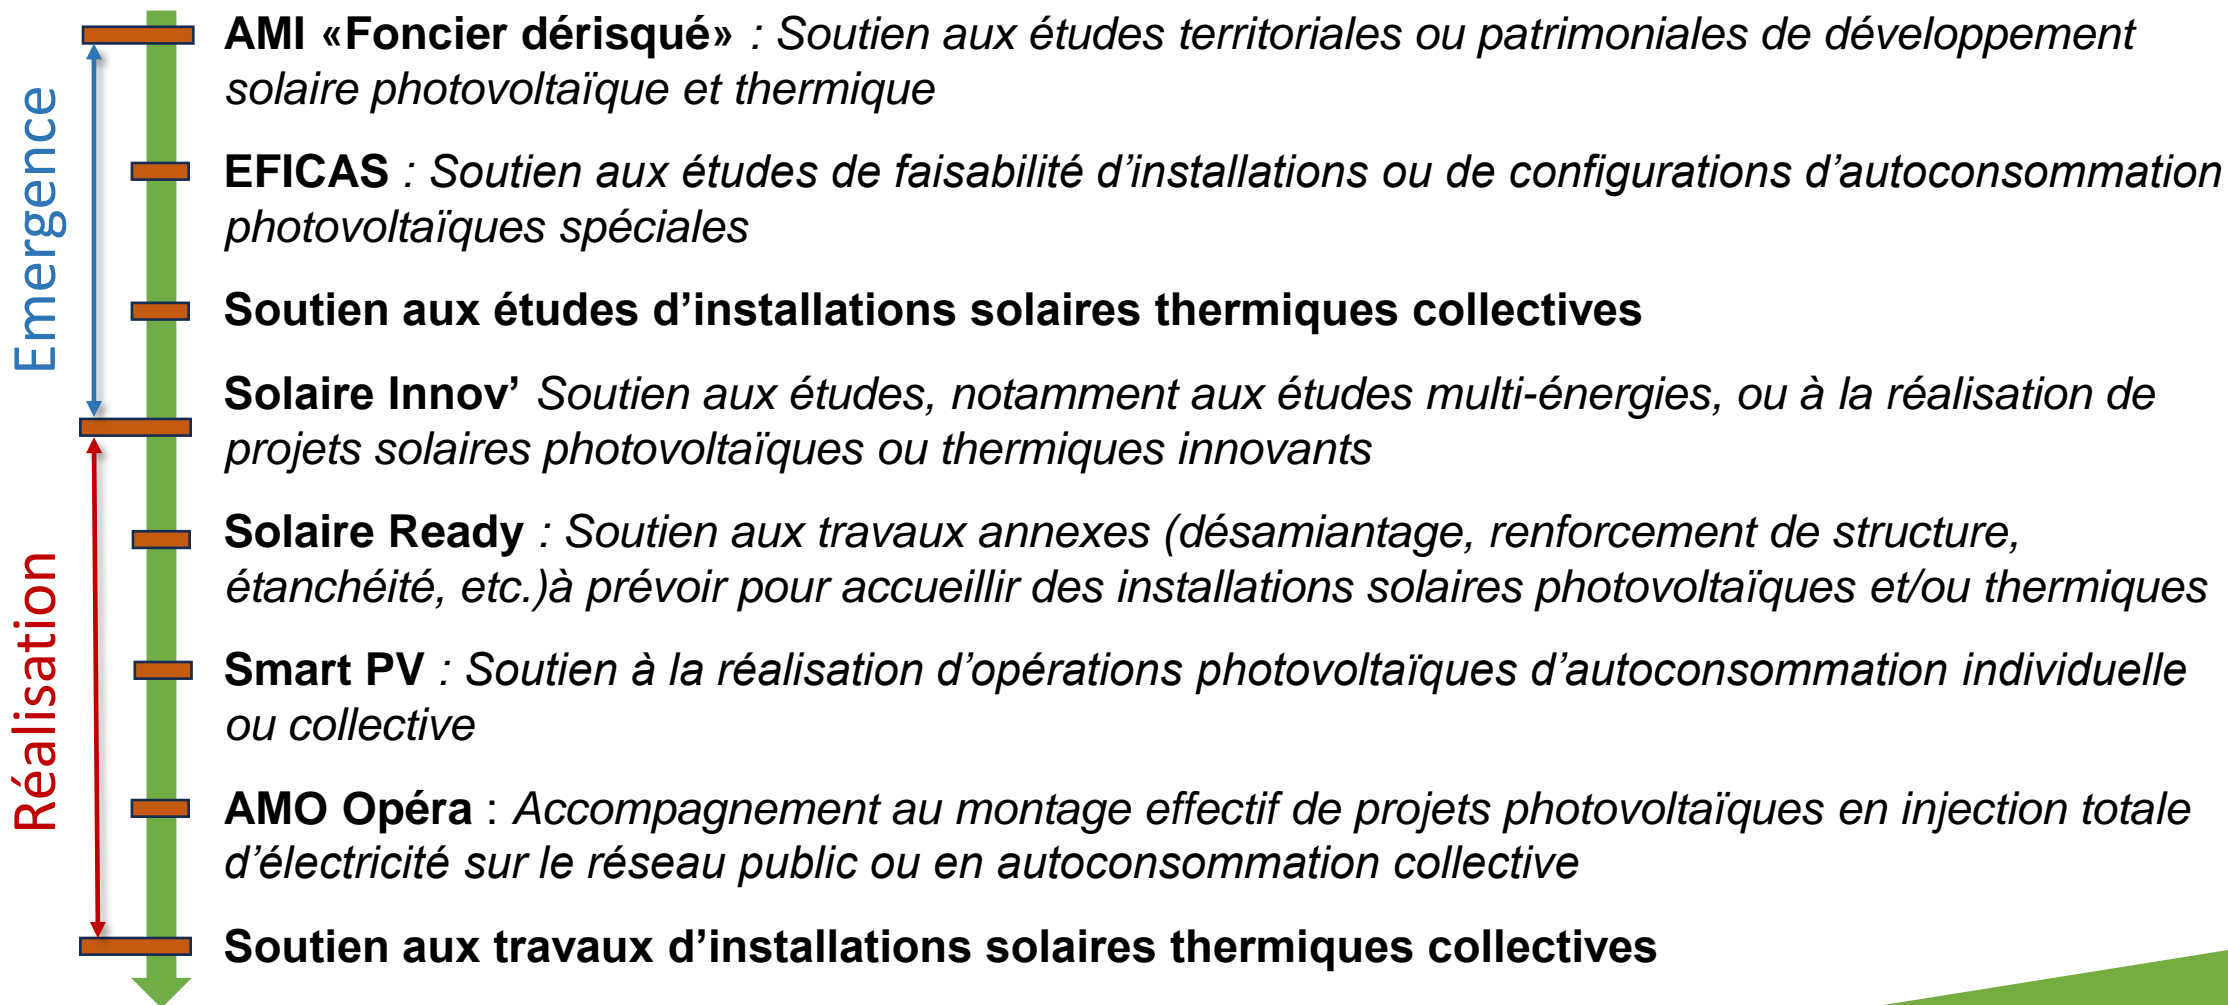 Emergence
Réalisation
AMI «Foncier dérisqué» : Soutien aux études territoriales ou patrimoniales de développement
solaire photovoltaïque et thermique
EFICAS : Soutien aux études de faisabilité d’installations ou de configurations d’autoconsommation
photovoltaïques spéciales
Soutien aux études d’installations solaires thermiques collectives
Solaire Innov’ Soutien aux études, notamment aux études multi-énergies, ou à la réalisation de
projets solaires photovoltaïques ou thermiques innovants
Solaire Ready : Soutien aux travaux annexes (désamiantage, renforcement de structure,
étanchéité, etc.)à prévoir pour accueillir des installations solaires photovoltaïques et/ou thermiques
Smart PV : Soutien à la réalisation d’opérations photovoltaïques d’autoconsommation individuelle
ou collective
AMO Opéra : Accompagnement au montage effectif de projets photovoltaïques en injection totale
d’électricité sur le réseau public ou en autoconsommation collective
Soutien aux travaux d’installations solaires thermiques collectives